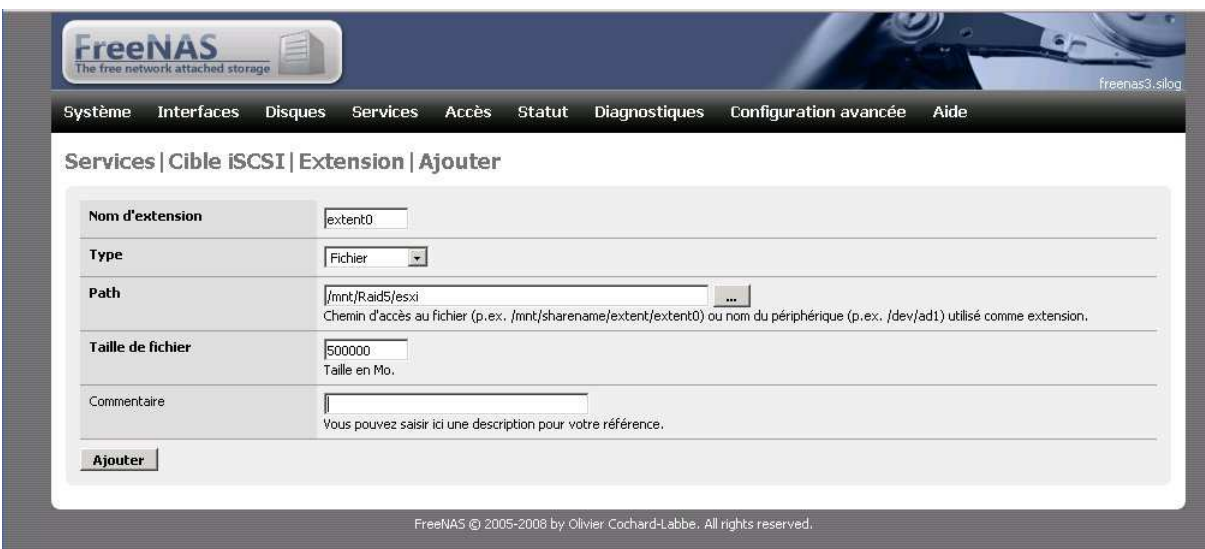 FreeNAS
The free network attached storage
freenas3.silog
Système Interfaces Disques Services Accès Statut Diagnostiques Configuration avancée Aide
Services|Cible iSCSI|Extension|Ajouter
Nom d'extension extent0
Type Fichier
Path /mnt/Raid5/esxi ...
Chemin d'accès au fichier (p.ex. /mnt/sharename/extent/extent0) ou nom du périphérique (p.ex. /dev/ad1) utilisé comme extension.
Taille de fichier 500000
Taille en Mo.
Commentaire
Vous pouvez saisir ici une description pour votre référence.
Ajouter
FreeNAS © 2005-2008 by Olivier Cochard-Labbe. All rights reserved.